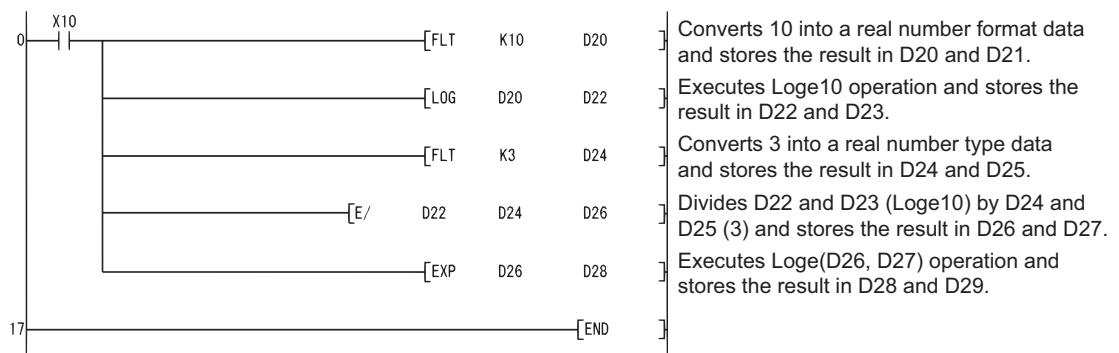 X10
0 [FLT K10 D20 ] Converts 10 into a real number format data
and stores the result in D20 and D21.
[LOG D20 D22 ] Executes Loge10 operation and stores the
result in D22 and D23.
[FLT K3 D24 ] Converts 3 into a real number type data
and stores the result in D24 and D25.
[E/ D22 D24 D26 ] Divides D22 and D23 (Loge10) by D24 and
D25 (3) and stores the result in D26 and D27.
[EXP D26 D28 ] Executes Loge(D26, D27) operation and
stores the result in D28 and D29.
17 [END ]